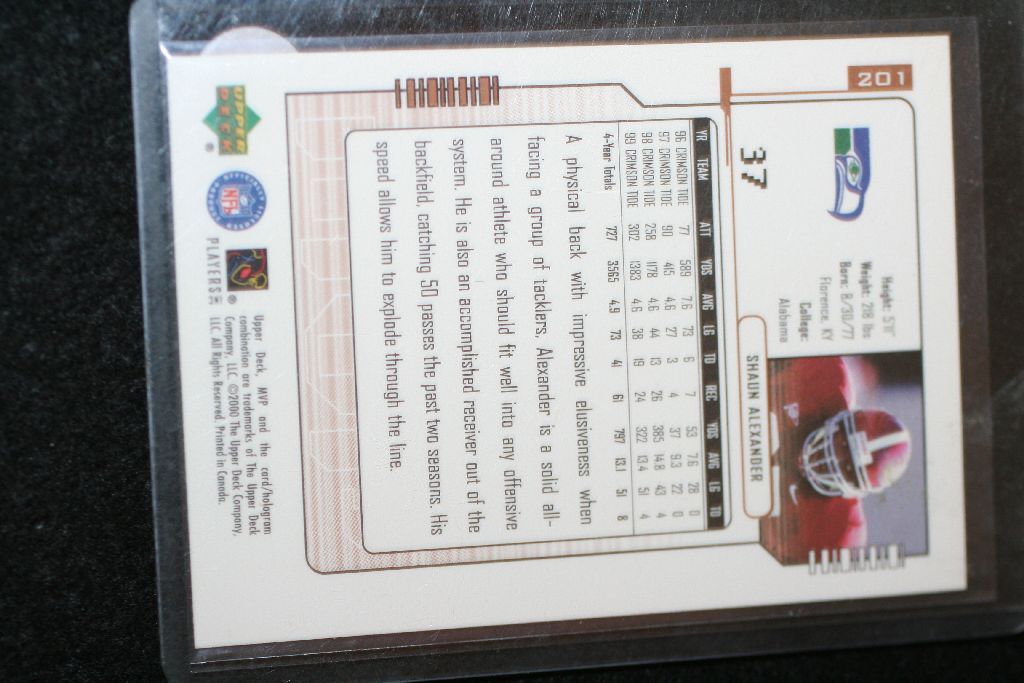 201
Height: 5'11"
Weight: 218 lbs
Born: 8/30/77
Florence, KY
College:
Alabama
37
SHAUN ALEXANDER
YR TEAM ATT YDS AVG LG TD REC YDS AVG LG TD
96 CRIMSON TIDE 77 589 7.6 73 6 7 53 7.6 28 0
97 CRIMSON TIDE 90 415 4.6 27 3 4 37 9.3 22 0
98 CRIMSON TIDE 258 1178 4.6 44 13 26 385 14.8 43 4
99 CRIMSON TIDE 302 1383 4.6 38 19 24 322 13.4 51 4
4-Year Totals 727 3565 4.9 73 41 61 797 13.1 51 8
A physical back with impressive elusiveness when
facing a group of tacklers, Alexander is a solid all-
around athlete who should fit well into any offensive
system. He is also an accomplished receiver out of the
backfield, catching 50 passes the past two seasons. His
speed allows him to explode through the line.
UPPER
DECK
®
NFL
PLAYERS
INC
®
Upper Deck, MVP and the card/hologram
combination are trademarks of The Upper Deck
Company, LLC. ©2000 The Upper Deck Company,
LLC. All Rights Reserved. Printed in Canada.